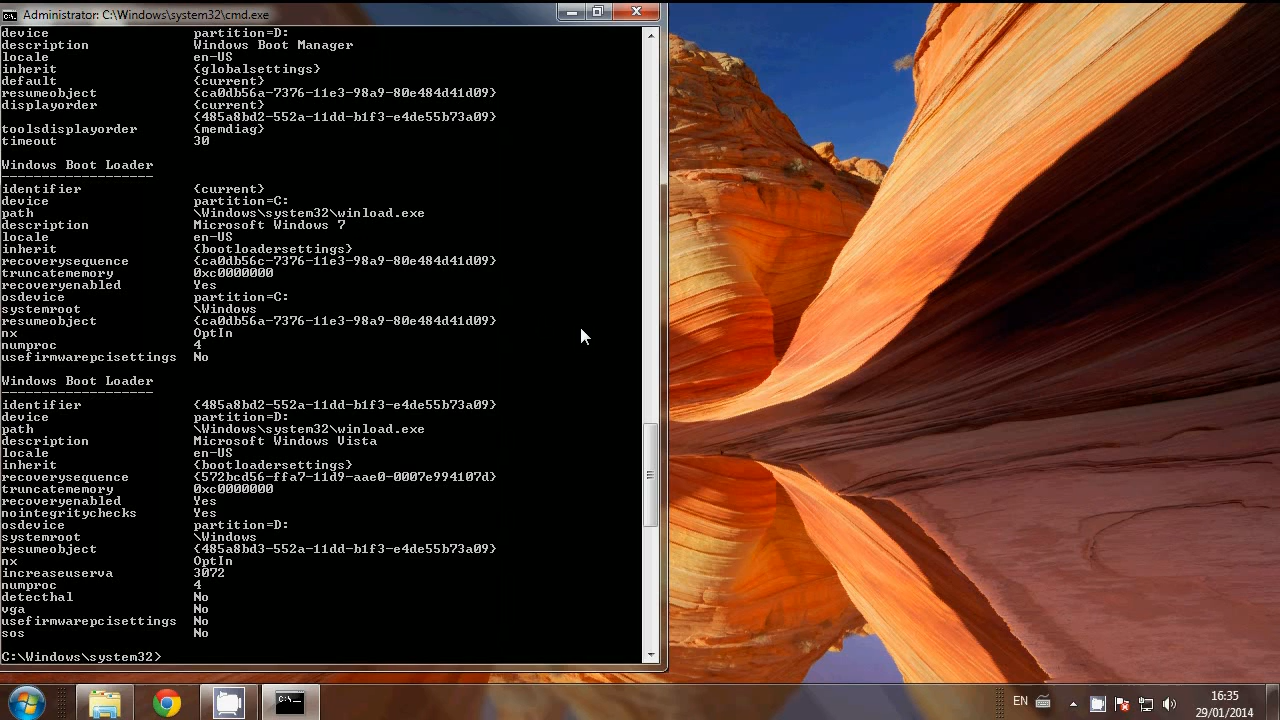 Administrator: C:\Windows\system32\cmd.exe
device partition=D:
description Windows Boot Manager
locale en-US
inherit {globalsettings}
default {current}
resumeobject {ca0db56a-7376-11e3-98a9-80e484d41d09}
displayorder {current}
{485a8bd2-552a-11dd-b1f3-e4de55b73a09}
toolsdisplayorder {memdiag}
timeout 30
Windows Boot Loader
-------------------
identifier {current}
device partition=C:
path \Windows\system32\winload.exe
description Microsoft Windows 7
locale en-US
inherit {bootloadersettings}
recoverysequence {ca0db56c-7376-11e3-98a9-80e484d41d09}
truncatememory 0xc0000000
recoveryenabled Yes
osdevice partition=C:
systemroot \Windows
resumeobject {ca0db56a-7376-11e3-98a9-80e484d41d09}
nx OptIn
numproc 4
usefirmwarepcisettings No
Windows Boot Loader
-------------------
identifier {485a8bd2-552a-11dd-b1f3-e4de55b73a09}
device partition=D:
path \Windows\system32\winload.exe
description Microsoft Windows Vista
locale en-US
inherit {bootloadersettings}
recoverysequence {572bcd56-ffa7-11d9-aae0-0007e994107d}
truncatememory 0xc0000000
recoveryenabled Yes
nointegritychecks Yes
osdevice partition=D:
systemroot \Windows
resumeobject {485a8bd3-552a-11dd-b1f3-e4de55b73a09}
nx OptIn
increaseuserva 3072
numproc 4
detecthal No
vga No
usefirmwarepcisettings No
sos No
C:\Windows\system32>
EN
16:35
29/01/2014